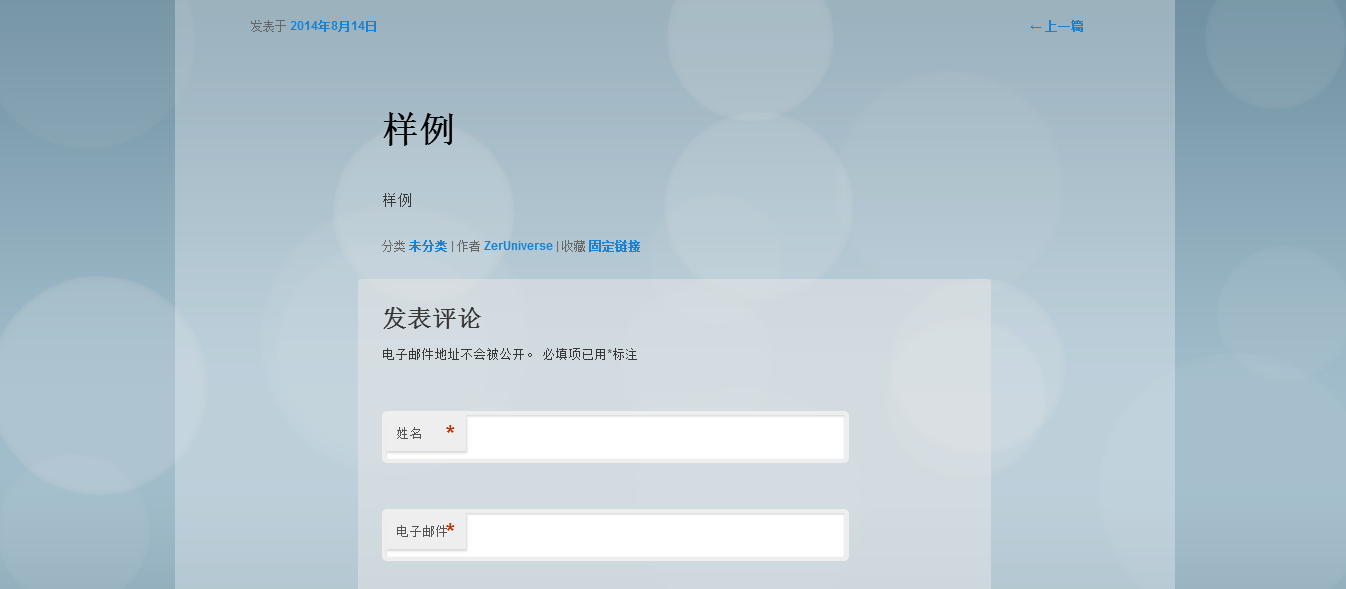 发表于 2014年8月14日 ←上一篇
样例
样例
分类 未分类 | 作者 ZerUniverse | 收藏 固定链接
发表评论
电子邮件地址不会被公开。 必填项已用*标注
姓名 *
电子邮件*